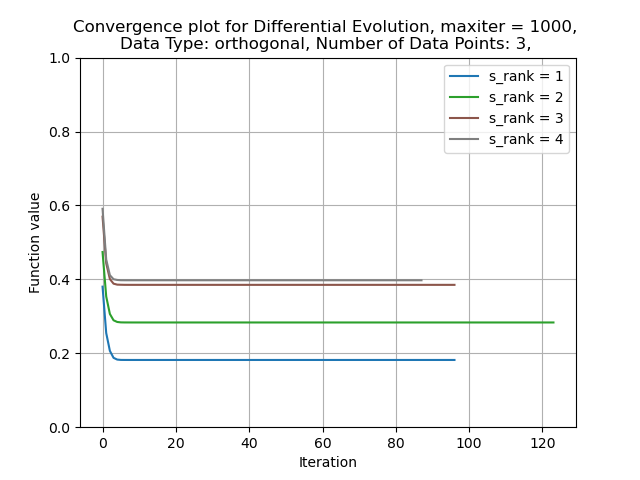 Convergence plot for Differential Evolution, maxiter = 1000,
Data Type: orthogonal, Number of Data Points: 3,
1.0
0.8
0.6
0.4
0.2
0.0
Function value
s_rank = 1
s_rank = 2
s_rank = 3
s_rank = 4
0 20 40 60 80 100 120
Iteration